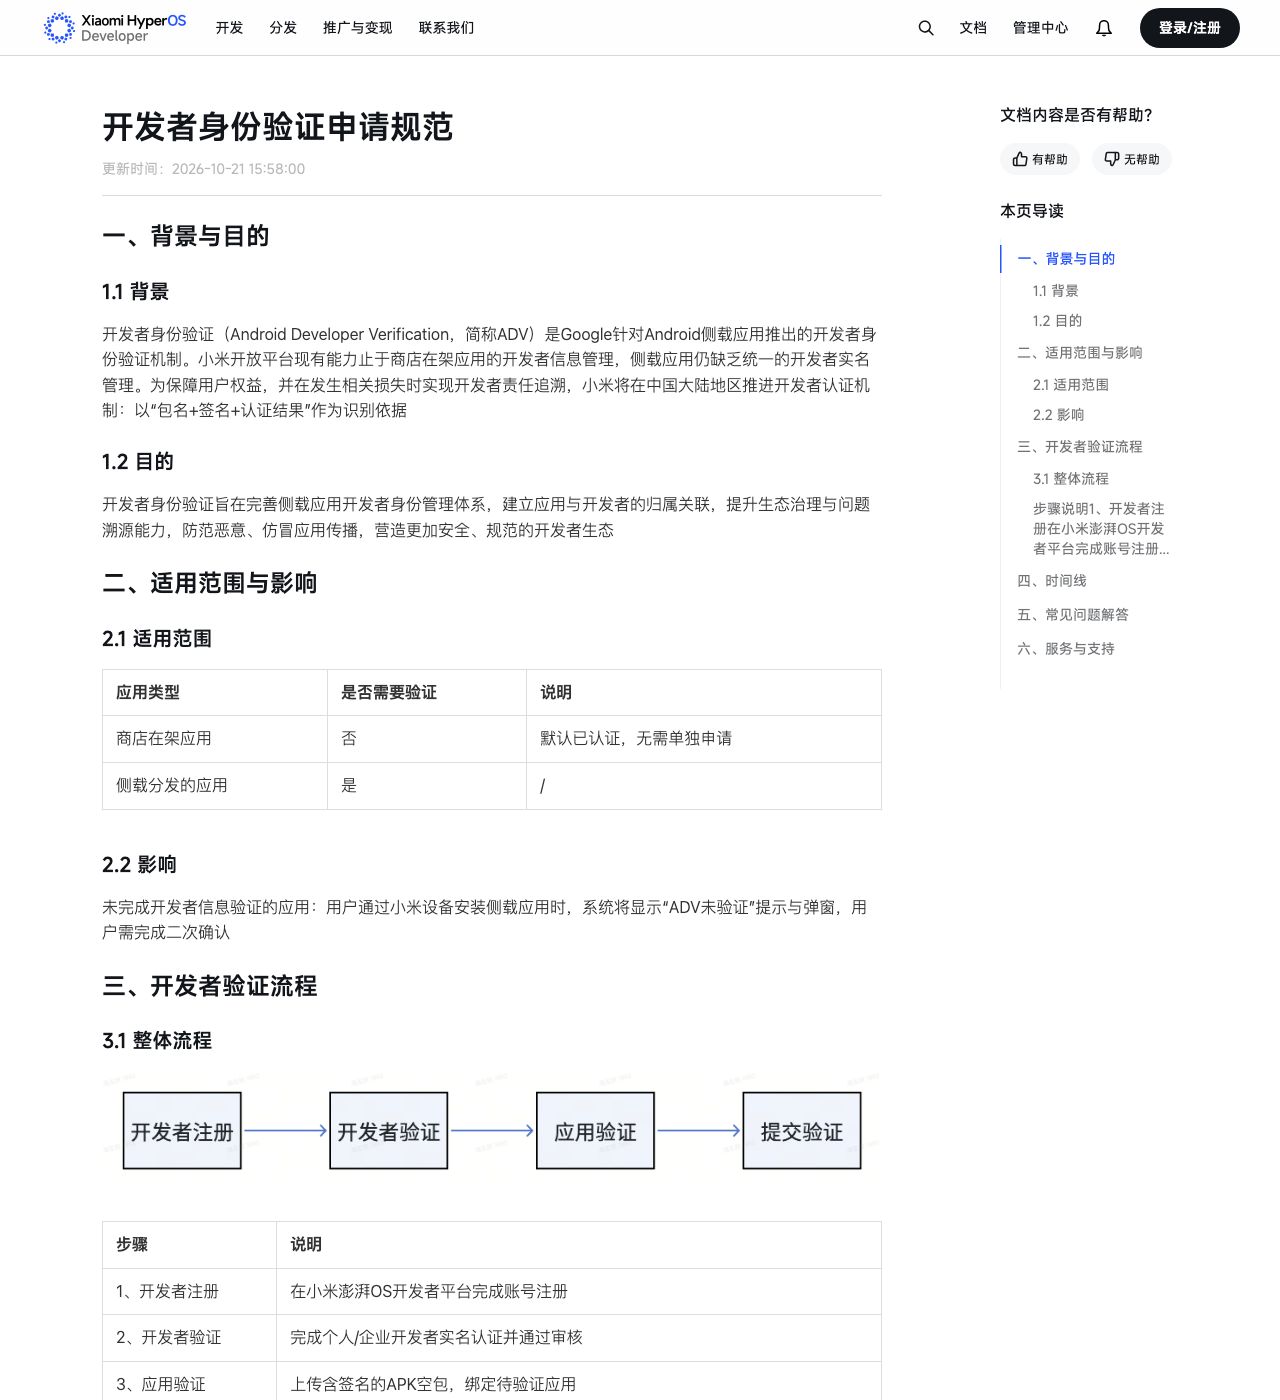 Xiaomi HyperOS
Developer
开发 分发 推广与变现 联系我们
文档 管理中心 登录/注册
开发者身份验证申请规范
更新时间：2026-10-21 15:58:00
一、背景与目的
1.1 背景
开发者身份验证（Android Developer Verification，简称ADV）是Google针对Android侧载应用推出的开发者身
份验证机制。小米开放平台现有能力止于商店在架应用的开发者信息管理，侧载应用仍缺乏统一的开发者实名
管理。为保障用户权益，并在发生相关损失时实现开发者责任追溯，小米将在中国大陆地区推进开发者认证机
制：以“包名+签名+认证结果”作为识别依据
1.2 目的
开发者身份验证旨在完善侧载应用开发者身份管理体系，建立应用与开发者的归属关联，提升生态治理与问题
溯源能力，防范恶意、仿冒应用传播，营造更加安全、规范的开发者生态
二、适用范围与影响
2.1 适用范围
应用类型 是否需要验证 说明
商店在架应用 否 默认已认证，无需单独申请
侧载分发的应用 是 /
2.2 影响
未完成开发者信息验证的应用：用户通过小米设备安装侧载应用时，系统将显示“ADV未验证”提示与弹窗，用
户需完成二次确认
三、开发者验证流程
3.1 整体流程
开发者注册 开发者验证 应用验证 提交验证
步骤 说明
1、开发者注册 在小米澎湃OS开发者平台完成账号注册
2、开发者验证 完成个人/企业开发者实名认证并通过审核
3、应用验证 上传含签名的APK空包，绑定待验证应用
文档内容是否有帮助？
有帮助 无帮助
本页导读
一、背景与目的
1.1 背景
1.2 目的
二、适用范围与影响
2.1 适用范围
2.2 影响
三、开发者验证流程
3.1 整体流程
步骤说明1、开发者注
册在小米澎湃OS开发
者平台完成账号注册...
四、时间线
五、常见问题解答
六、服务与支持